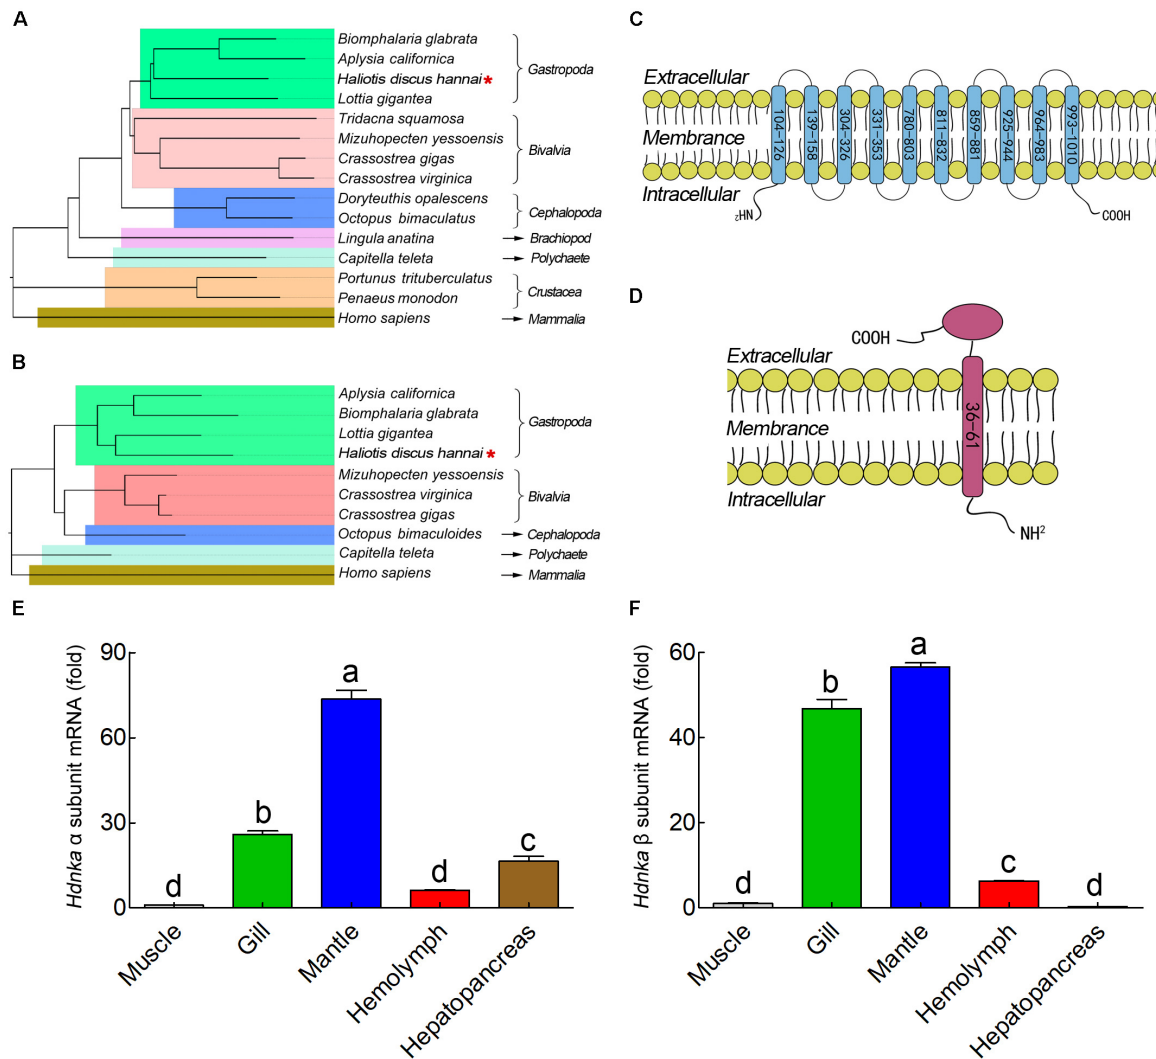 A
Biomphalaria glabrata
Aplysia californica
Haliotis discus hannai *
Lottia gigantea
Gastropoda
Tridacna squamosa
Mizuhopecten yessoensis
Crassostrea gigas
Crassostrea virginica
Bivalvia
Doryteuthis opalescens
Octopus bimaculatus
Cephalopoda
Lingula anatina
Brachiopod
Capitella teleta
Polychaete
Portunus trituberculatus
Penaeus monodon
Crustacea
Homo sapiens
Mammalia
B
Aplysia californica
Biomphalaria glabrata
Lottia gigantea
Haliotis discus hannai *
Gastropoda
Mizuhopecten yessoensis
Crassostrea virginica
Crassostrea gigas
Bivalvia
Octopus bimaculoides
Cephalopoda
Capitella teleta
Polychaete
Homo sapiens
Mammalia
C
Extracellular
Membrance
Intracellular
104-126
139-158
304-326
331-353
780-803
811-832
859-881
925-944
964-983
993-1010
NH²
COOH
D
COOH
Extracellular
Membrance
Intracellular
36-61
NH²
E
Hdnka α subunit mRNA (fold)
90
60
30
0
d
b
a
d
c
Muscle
Gill
Mantle
Hemolymph
Hepatopancreas
F
Hdnka β subunit mRNA (fold)
60
40
20
0
d
b
a
c
d
Muscle
Gill
Mantle
Hemolymph
Hepatopancreas